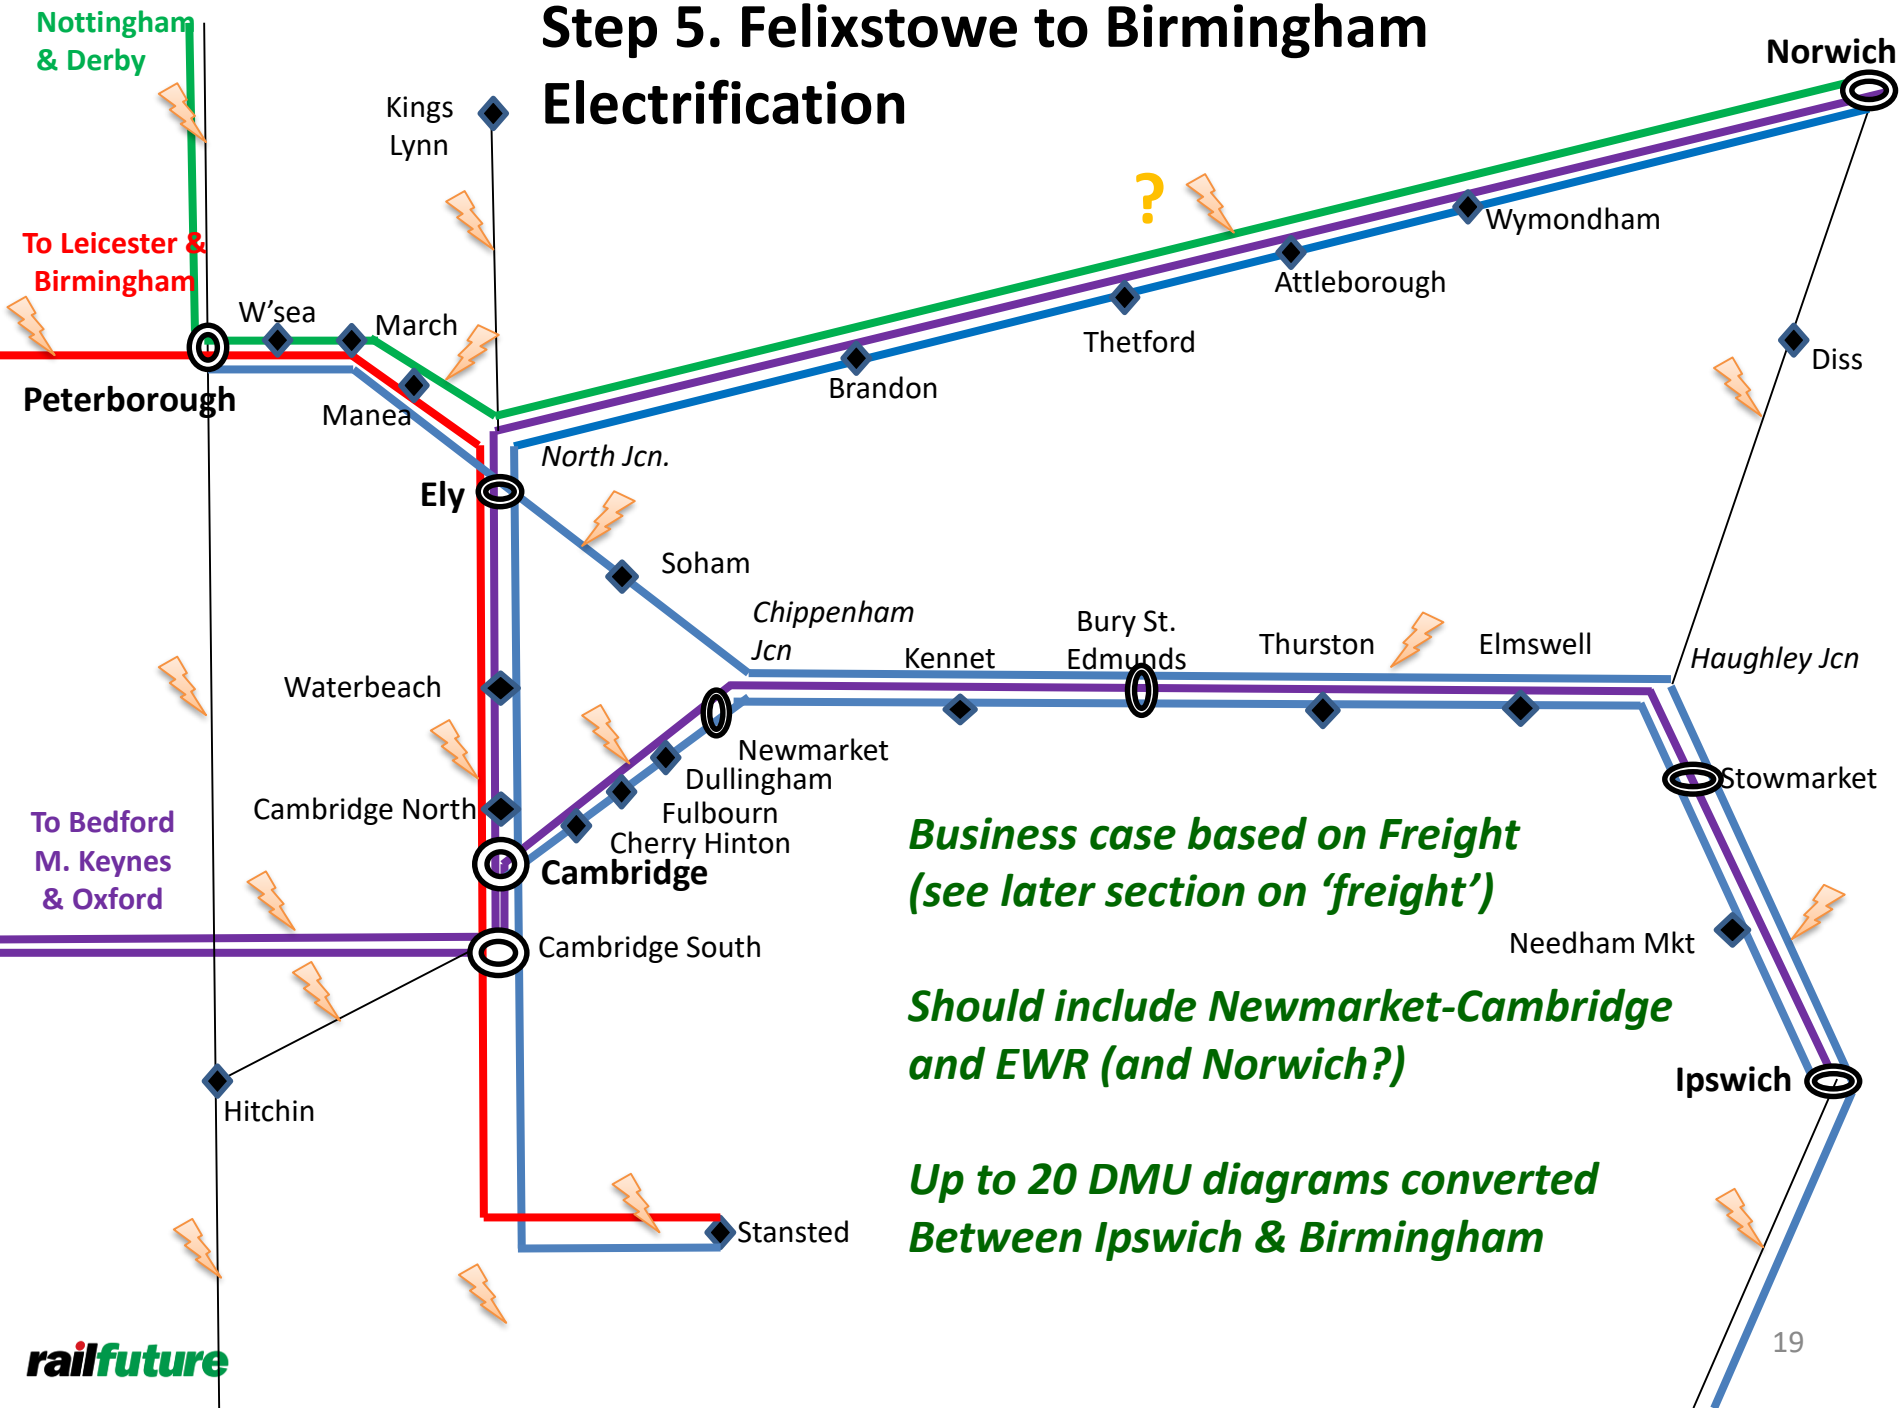 Step 5. Felixstowe to Birmingham
Electrification
Nottingham
& Derby
Norwich
Kings
Lynn
?
Wymondham
To Leicester &
Birmingham
W'sea
March
Attleborough
Thetford
Diss
Brandon
Peterborough
Manea
North Jcn.
Ely
Soham
Chippenham
Jcn
Kennet
Bury St.
Edmunds
Thurston
Elmswell
Haughley Jcn
Waterbeach
Newmarket
Dullingham
Fulbourn
Cherry Hinton
Stowmarket
Cambridge North
Cambridge
To Bedford
M. Keynes
& Oxford
Business case based on Freight
(see later section on ‘freight’)
Cambridge South
Needham Mkt
Should include Newmarket-Cambridge
and EWR (and Norwich?)
Ipswich
Hitchin
Up to 20 DMU diagrams converted
Between Ipswich & Birmingham
Stansted
railfuture
19